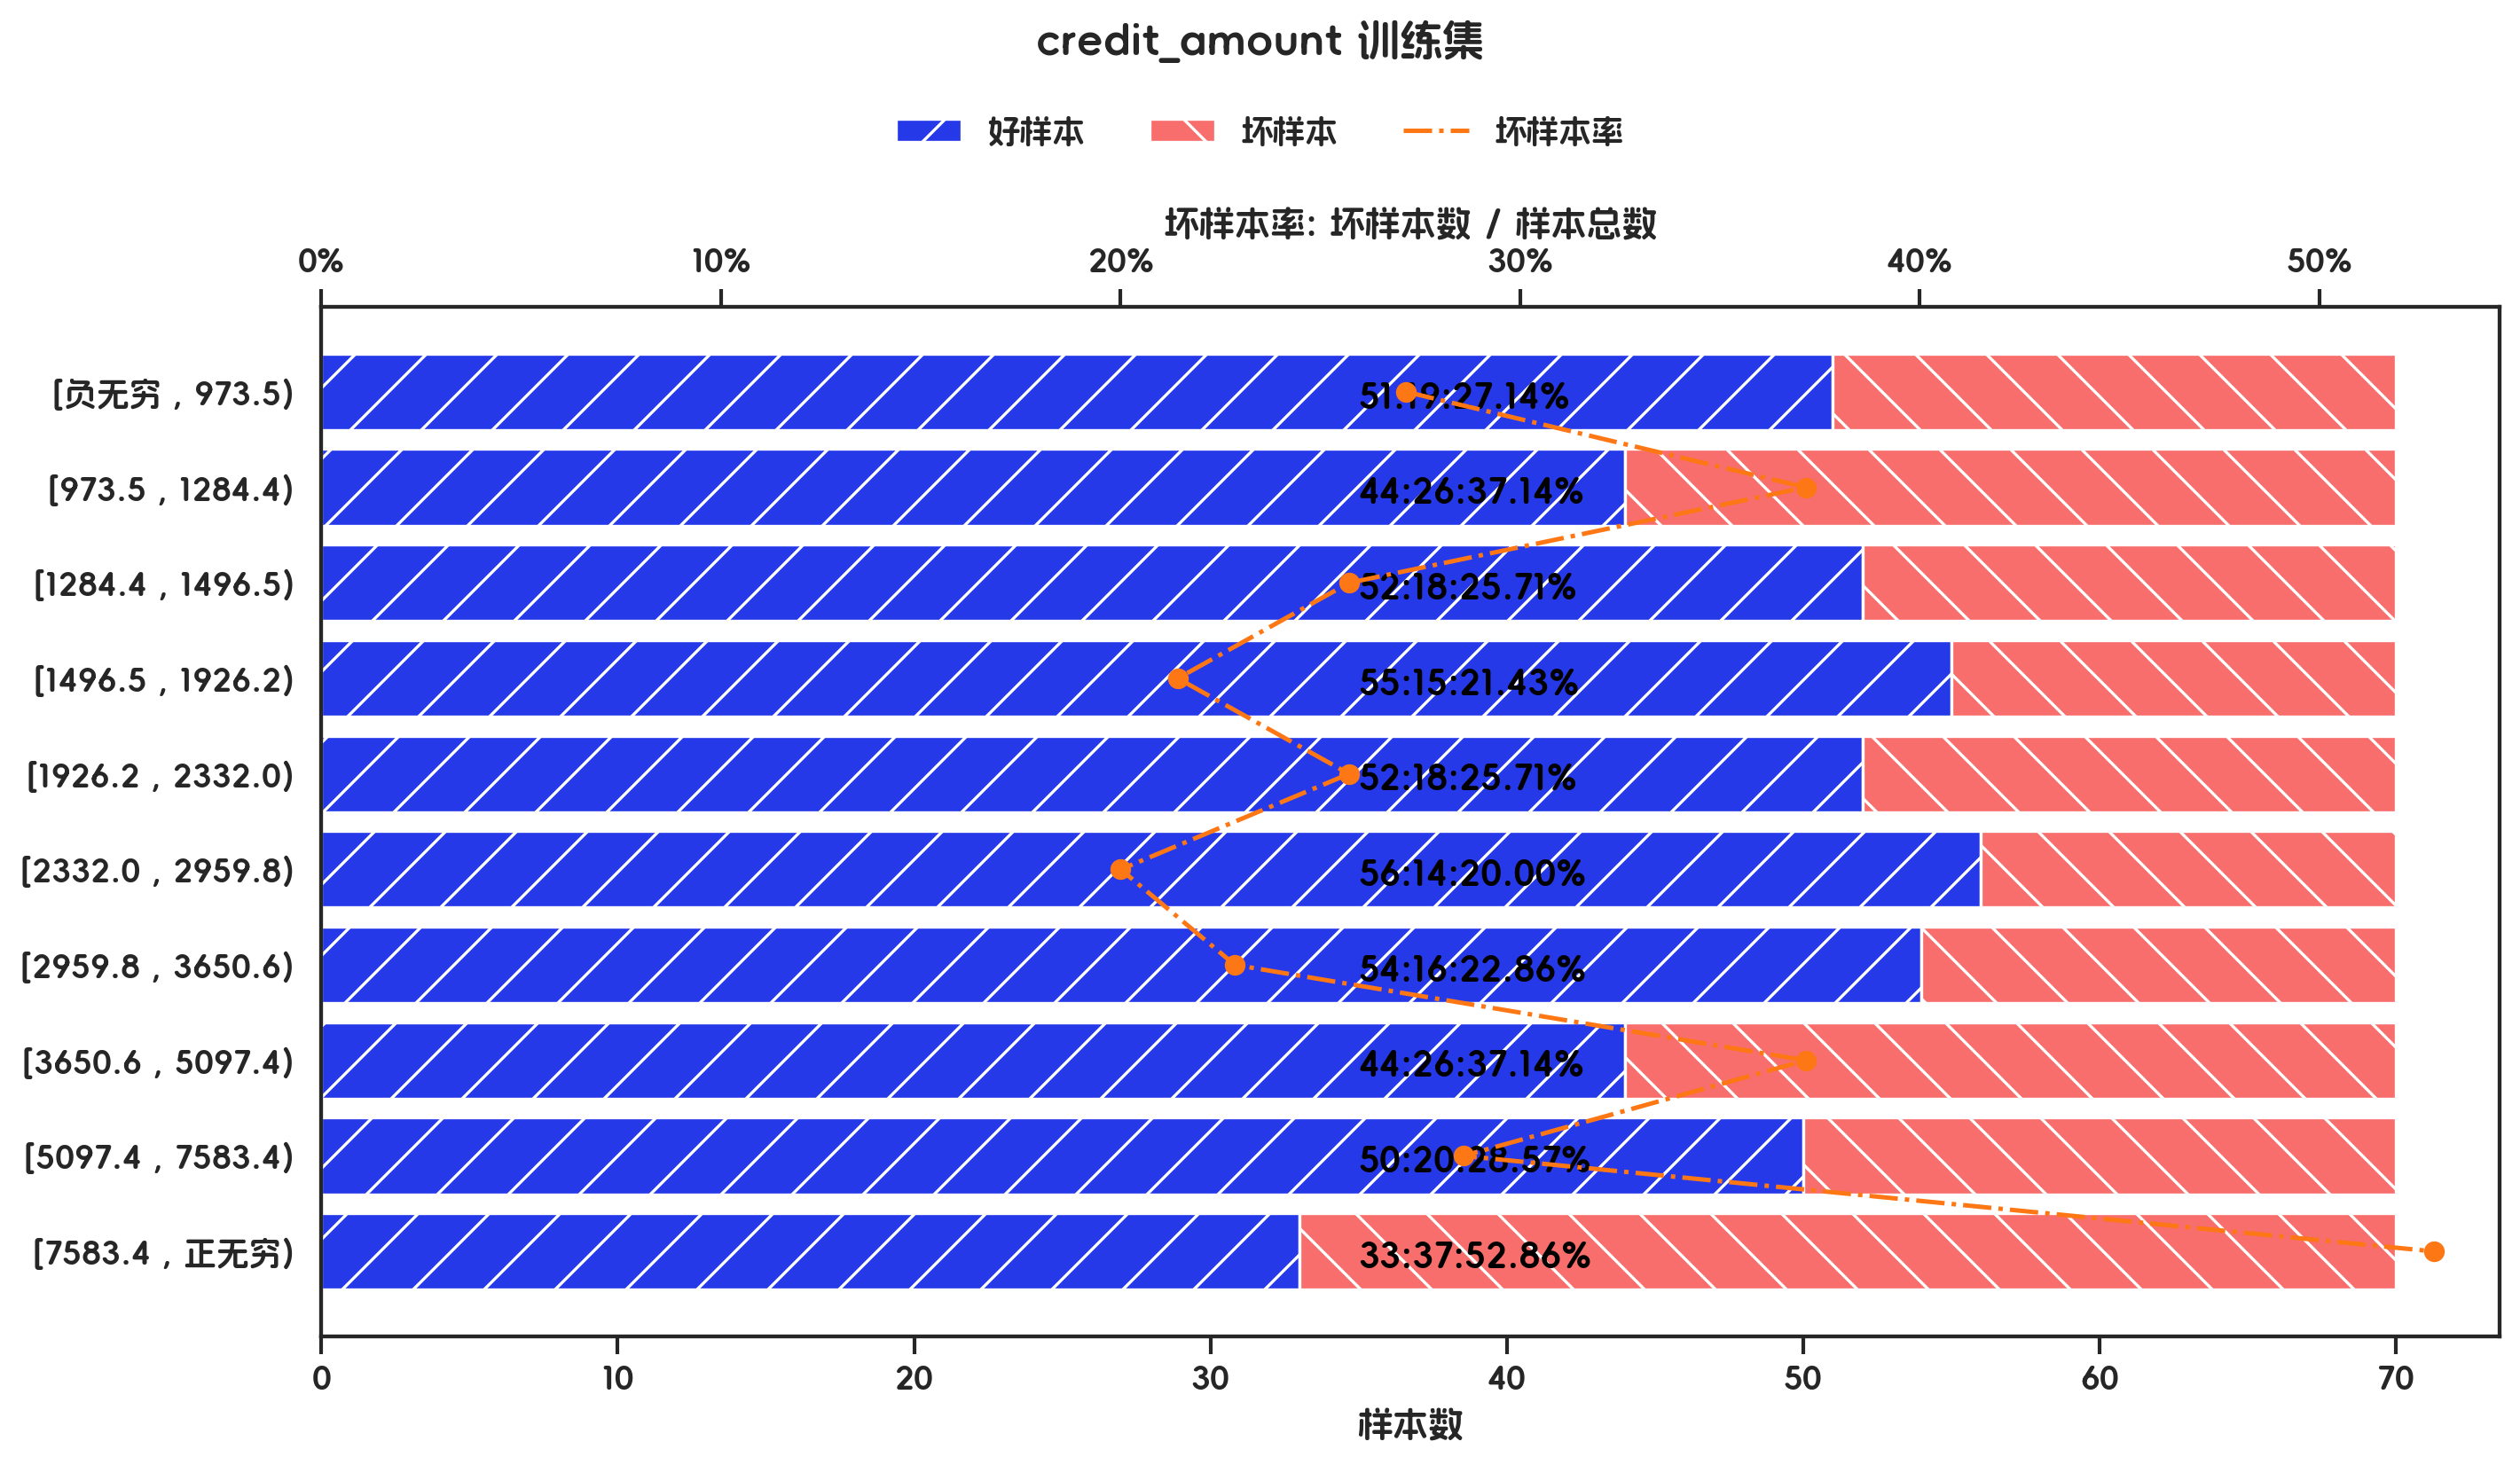 credit_amount 训练集
好样本 坏样本 坏样本率
坏样本率: 坏样本数 / 样本总数
0% 10% 20% 30% 40% 50%
[负无穷 , 973.5) 51:19:27.14%
[973.5 , 1284.4) 44:26:37.14%
[1284.4 , 1496.5) 52:18:25.71%
[1496.5 , 1926.2) 55:15:21.43%
[1926.2 , 2332.0) 52:18:25.71%
[2332.0 , 2959.8) 56:14:20.00%
[2959.8 , 3650.6) 54:16:22.86%
[3650.6 , 5097.4) 44:26:37.14%
[5097.4 , 7583.4) 50:20:28.57%
[7583.4 , 正无穷) 33:37:52.86%
0 10 20 30 40 50 60 70
样本数